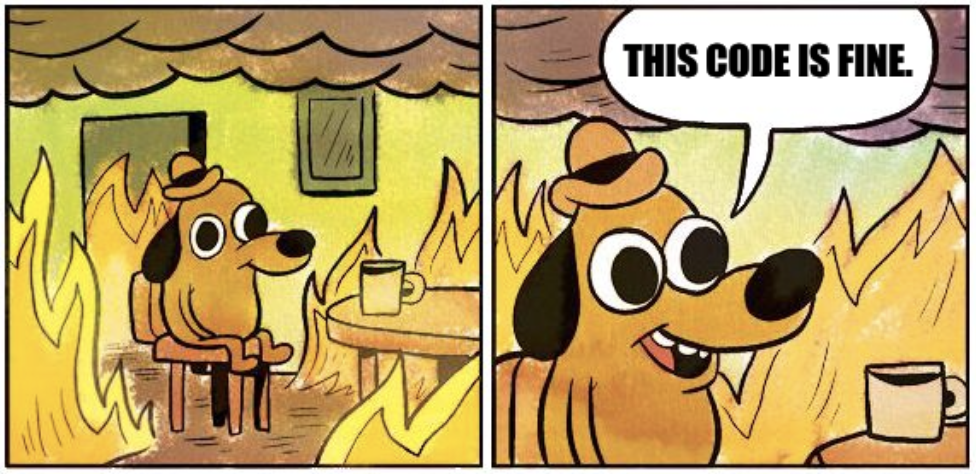 THIS CODE IS FINE.